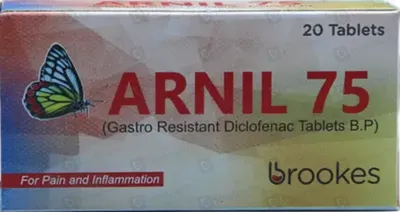 20 Tablets
ARNIL 75
(Gastro Resistant Diclofenac Tablets B.P)
For Pain and Inflammation
brookes